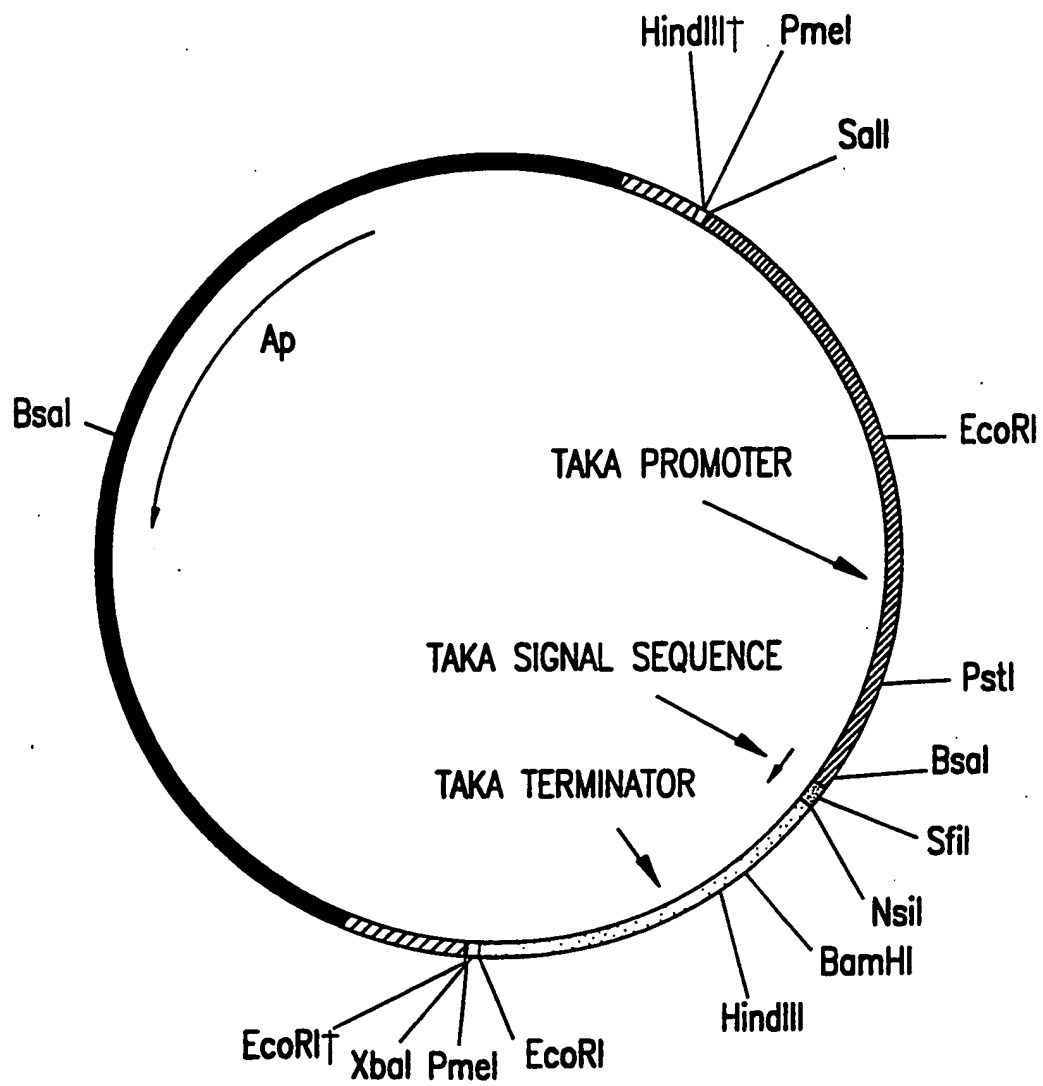 HindIII†
PmeI
SalI
Ap
BsaI
EcoRI
TAKA PROMOTER
TAKA SIGNAL SEQUENCE
PstI
TAKA TERMINATOR
BsaI
SfiI
NsiI
BamHI
HindIII
EcoRI†
XbaI
PmeI
EcoRI